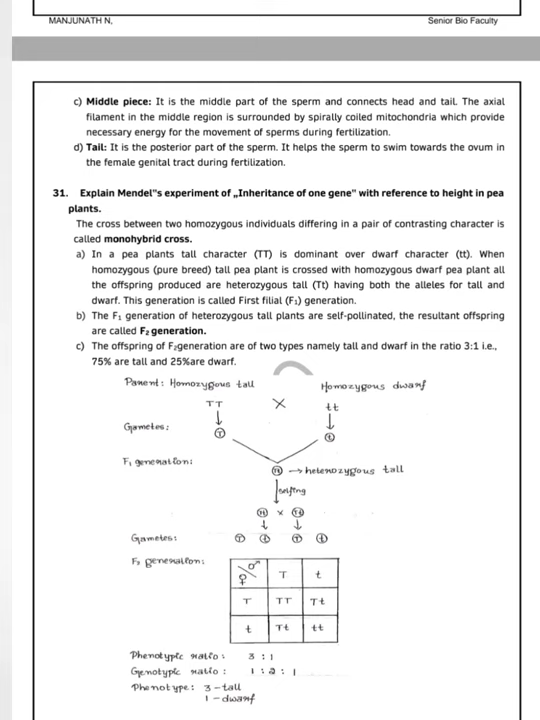 MANJUNATH N, Senior Bio Faculty
c) Middle piece: It is the middle part of the sperm and connects head and tail. The axial
filament in the middle region is surrounded by spirally coiled mitochondria which provide
necessary energy for the movement of sperms during fertilization.
d) Tail: It is the posterior part of the sperm. It helps the sperm to swim towards the ovum in
the female genital tract during fertilization.
31. Explain Mendel"s experiment of „Inheritance of one gene" with reference to height in pea
plants.
The cross between two homozygous individuals differing in a pair of contrasting character is
called monohybrid cross.
a) In a pea plants tall character (TT) is dominant over dwarf character (tt). When
homozygous (pure breed) tall pea plant is crossed with homozygous dwarf pea plant all
the offspring produced are heterozygous tall (Tt) having both the alleles for tall and
dwarf. This generation is called First filial (F₁) generation.
b) The F₁ generation of heterozygous tall plants are self-pollinated, the resultant offspring
are called F₂ generation.
c) The offspring of F₂generation are of two types namely tall and dwarf in the ratio 3:1 i.e.,
75% are tall and 25%are dwarf.
Parent: Homozygous tall Homozygous dwarf
TT × tt
Gametes: T t
F₁ generation: Tt → heterozygous tall
selfing
Tt × Tt
Gametes: T t T t
F₂ generation: ♀ ♂ T t
T TT Tt
t Tt tt
Phenotypic ratio: 3 : 1
Genotypic ratio: 1 : 2 : 1
Phenotype: 3 - tall
1 - dwarf